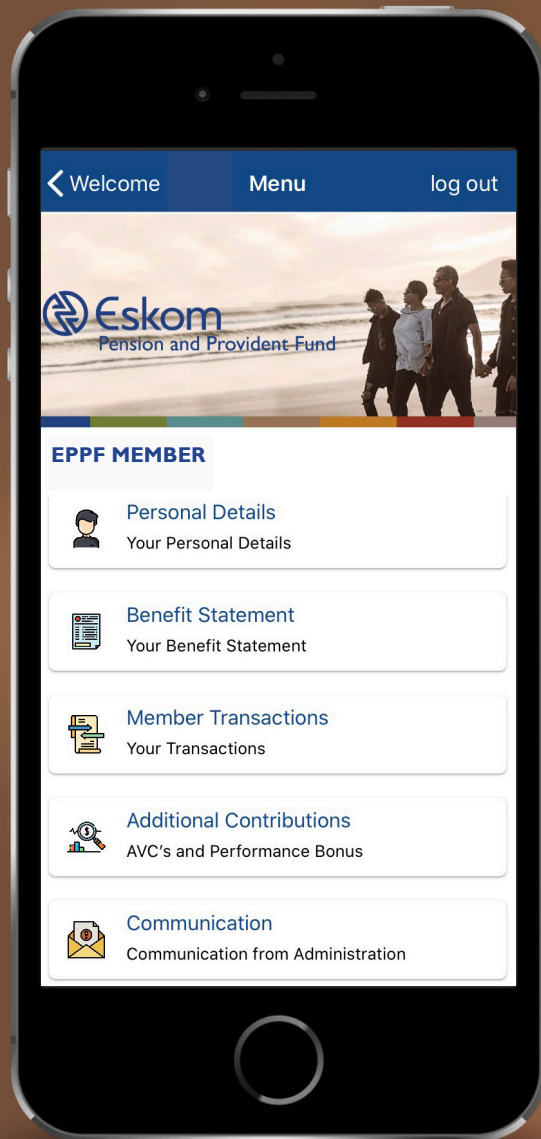 Welcome Menu log out
Eskom
Pension and Provident Fund
EPPF MEMBER
Personal Details
Your Personal Details
Benefit Statement
Your Benefit Statement
Member Transactions
Your Transactions
Additional Contributions
AVC's and Performance Bonus
Communication
Communication from Administration